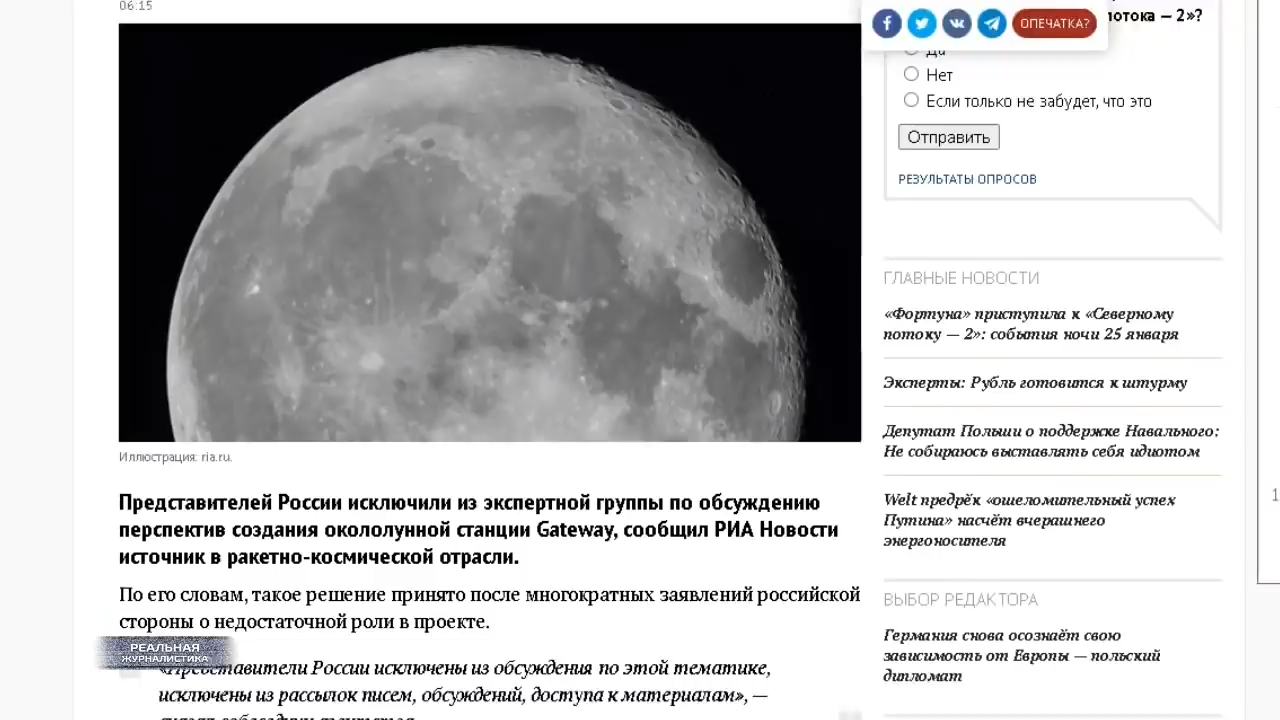 06:15
потока — 2»?
ОПЕЧАТКА?
Да
Нет
Если только не забудет, что это
Отправить
РЕЗУЛЬТАТЫ ОПРОСОВ
ГЛАВНЫЕ НОВОСТИ
«Фортуна» приступила к «Северному
потоку — 2»: события ночи 25 января
Эксперты: Рубль готовится к штурму
Депутат Польши о поддержке Навального:
Не собираюсь выставлять себя идиотом
Welt предрёк «ошеломительный успех
Путина» насчёт вчерашнего
энергоносителя
ВЫБОР РЕДАКТОРА
Германия снова осознаёт свою
зависимость от Европы — польский
дипломат
Иллюстрация: ria.ru.
Представителей России исключили из экспертной группы по обсуждению
перспектив создания окололунной станции Gateway, сообщил РИА Новости
источник в ракетно-космической отрасли.
По его словам, такое решение принято после многократных заявлений российской
стороны о недостаточной роли в проекте.
«Представители России исключены из обсуждения по этой тематике,
исключены из рассылок писем, обсуждений, доступа к материалам», —
РЕАЛЬНАЯ
ЖУРНАЛИСТИКА